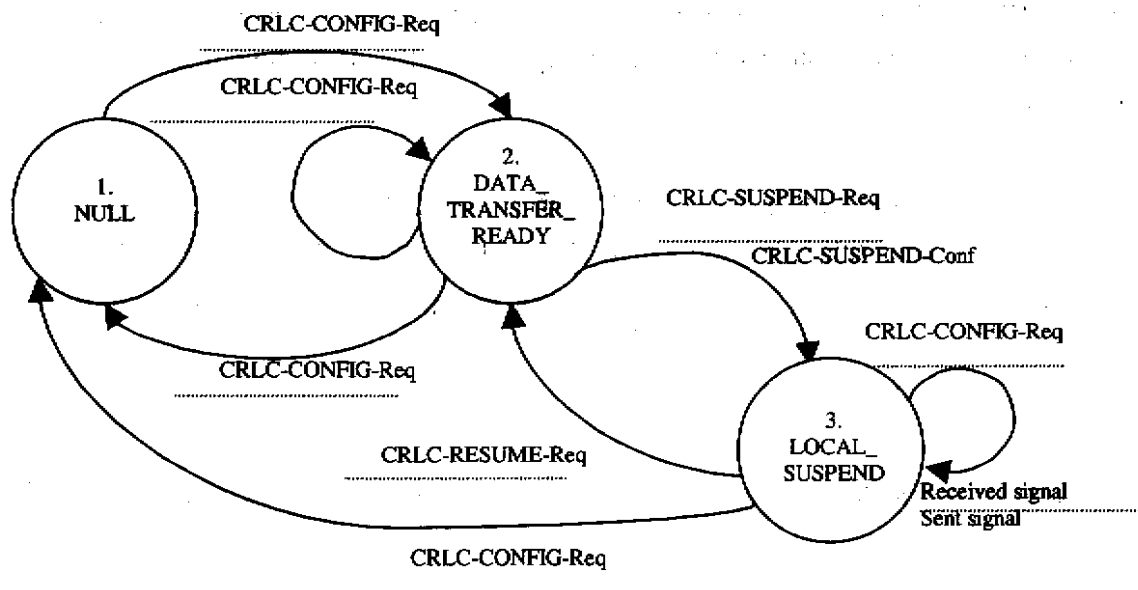 CRLC-CONFIG-Req
CRLC-CONFIG-Req
1.
NULL
2.
DATA_
TRANSFER_
READY
CRLC-SUSPEND-Req
CRLC-SUSPEND-Conf
CRLC-CONFIG-Req
CRLC-CONFIG-Req
3.
LOCAL_
SUSPEND
CRLC-RESUME-Req
Received signal
Sent signal
CRLC-CONFIG-Req